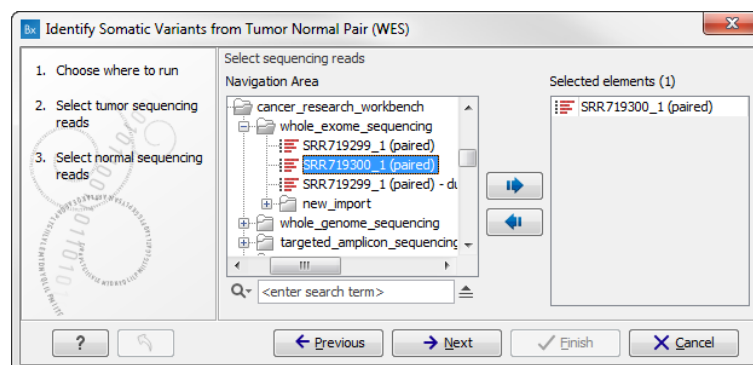 Bx Identify Somatic Variants from Tumor Normal Pair (WES)
1. Choose where to run
2. Select tumor sequencing
reads
3. Select normal sequencing
reads
Select sequencing reads
Navigation Area
cancer_research_workbench
whole_exome_sequencing
SRR719299_1 (paired)
SRR719300_1 (paired)
SRR719299_1 (paired) - du
new_import
whole_genome_sequencing
targeted_amplicon_sequencing
<enter search term>
Selected elements (1)
SRR719300_1 (paired)
?
Previous
Next
Finish
Cancel